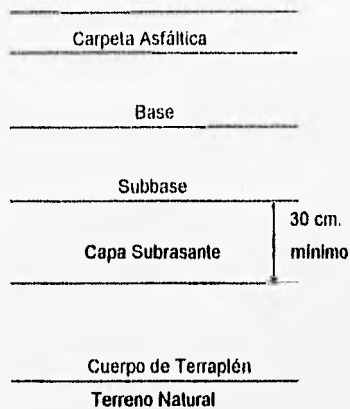 Carpeta Asfáltica
Base
Subbase
30 cm.
Capa Subrasante
mínimo
Cuerpo de Terraplén
Terreno Natural